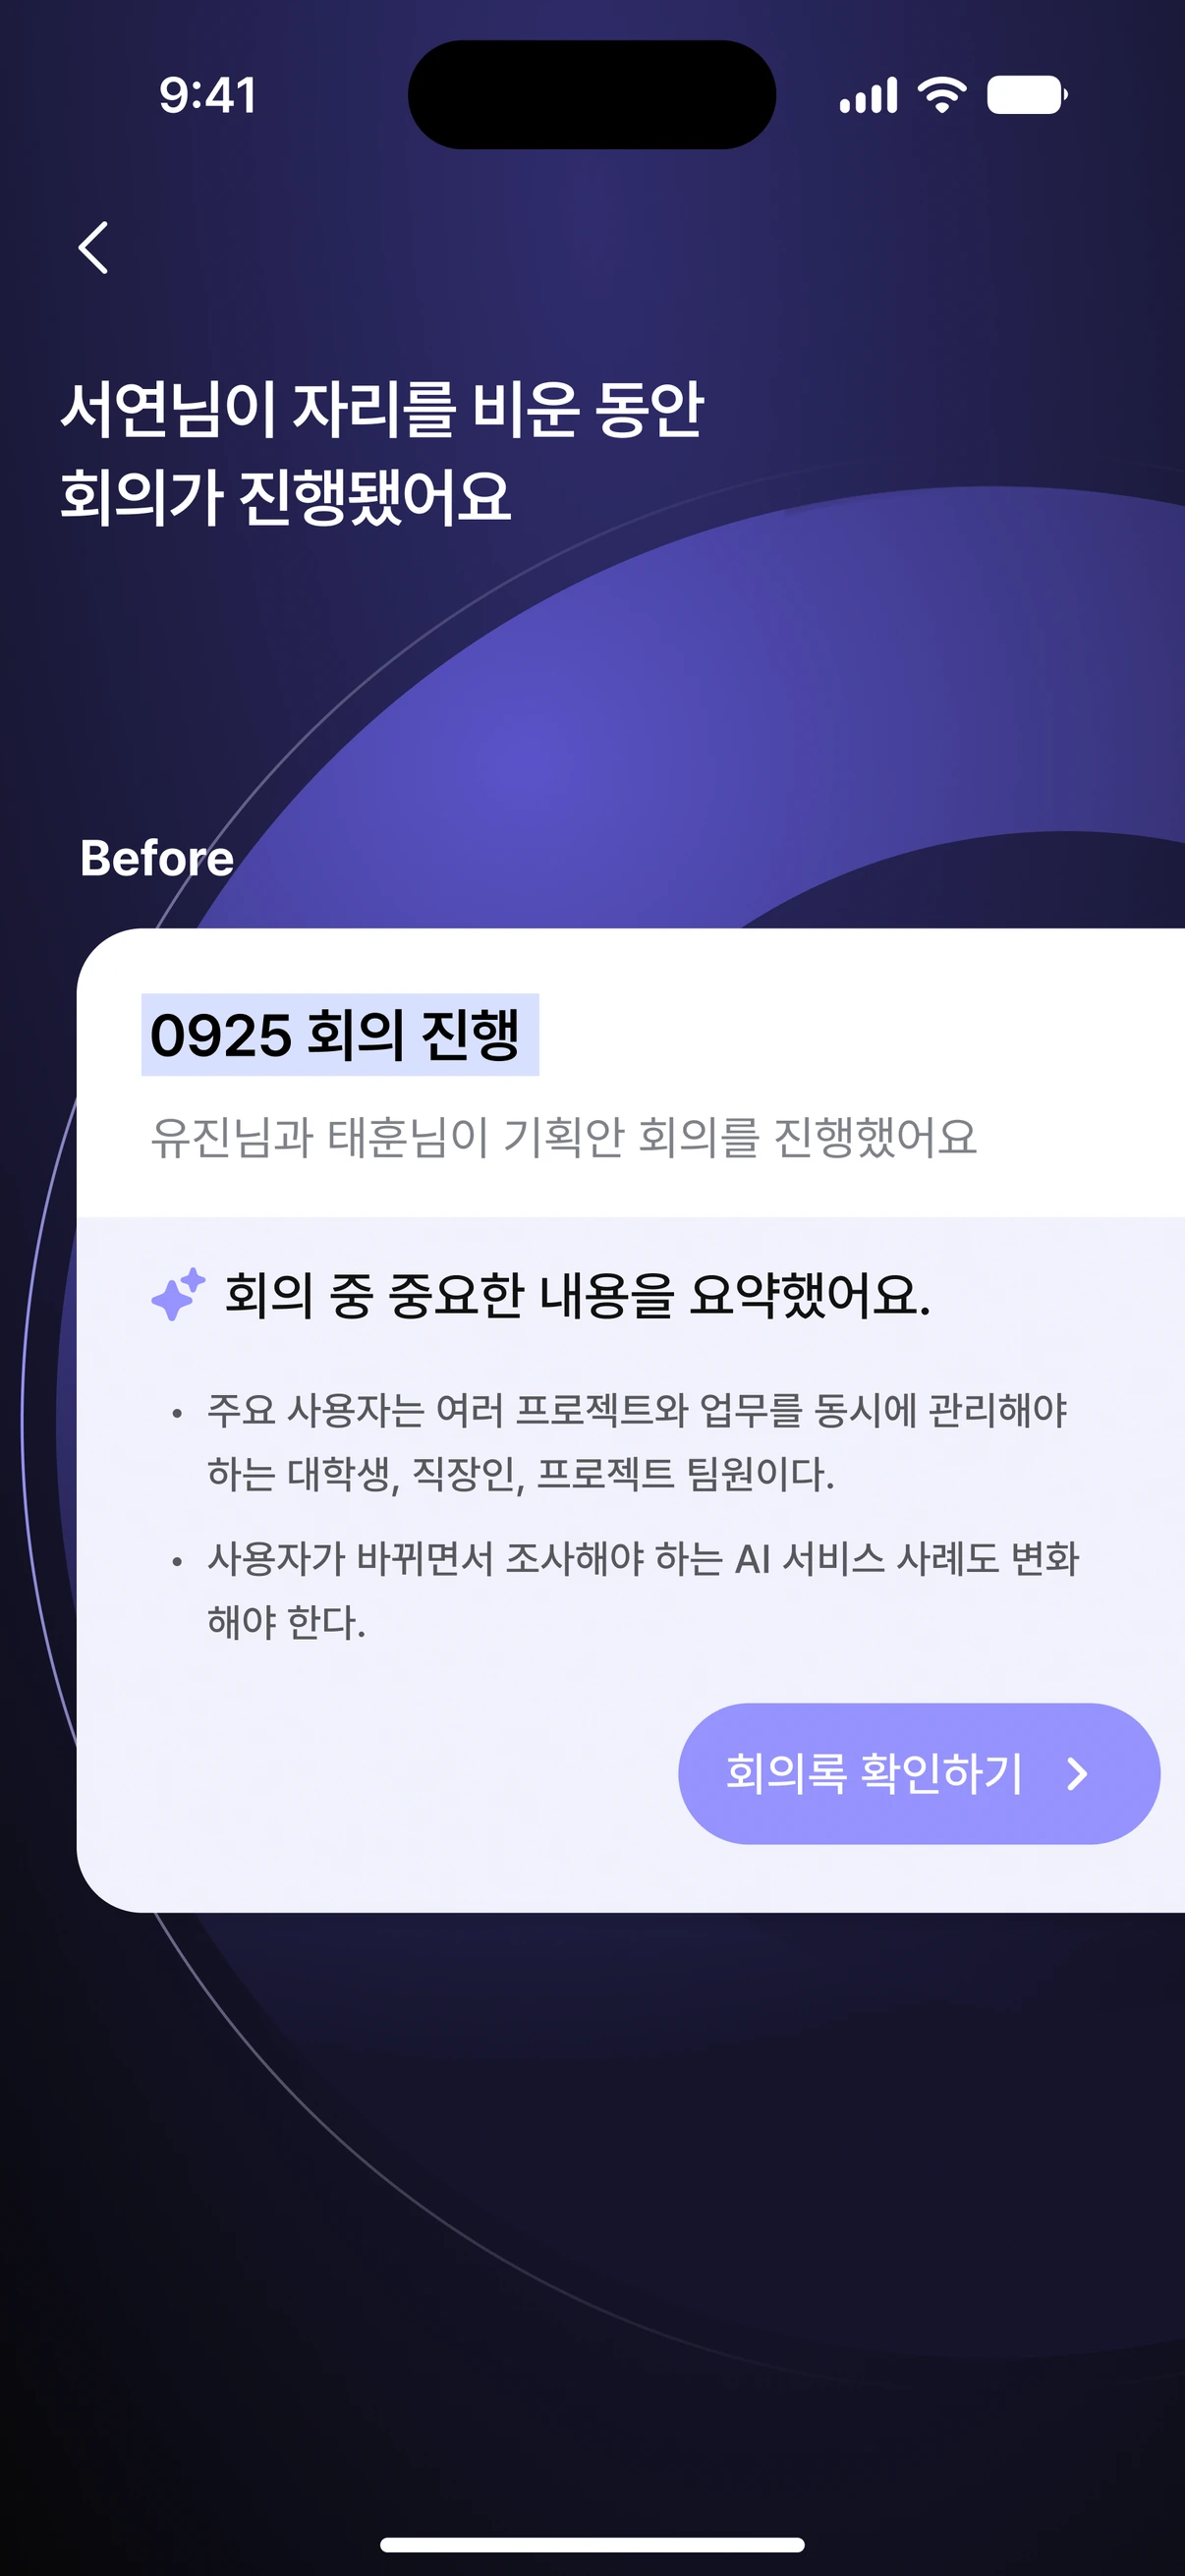 9:41
서연님이 자리를 비운 동안
회의가 진행됐어요
Before
0925 회의 진행
유진님과 태훈님이 기획안 회의를 진행했어요
회의 중 중요한 내용을 요약했어요.
• 주요 사용자는 여러 프로젝트와 업무를 동시에 관리해야
하는 대학생, 직장인, 프로젝트 팀원이다.
• 사용자가 바뀌면서 조사해야 하는 AI 서비스 사례도 변화
해야 한다.
회의록 확인하기